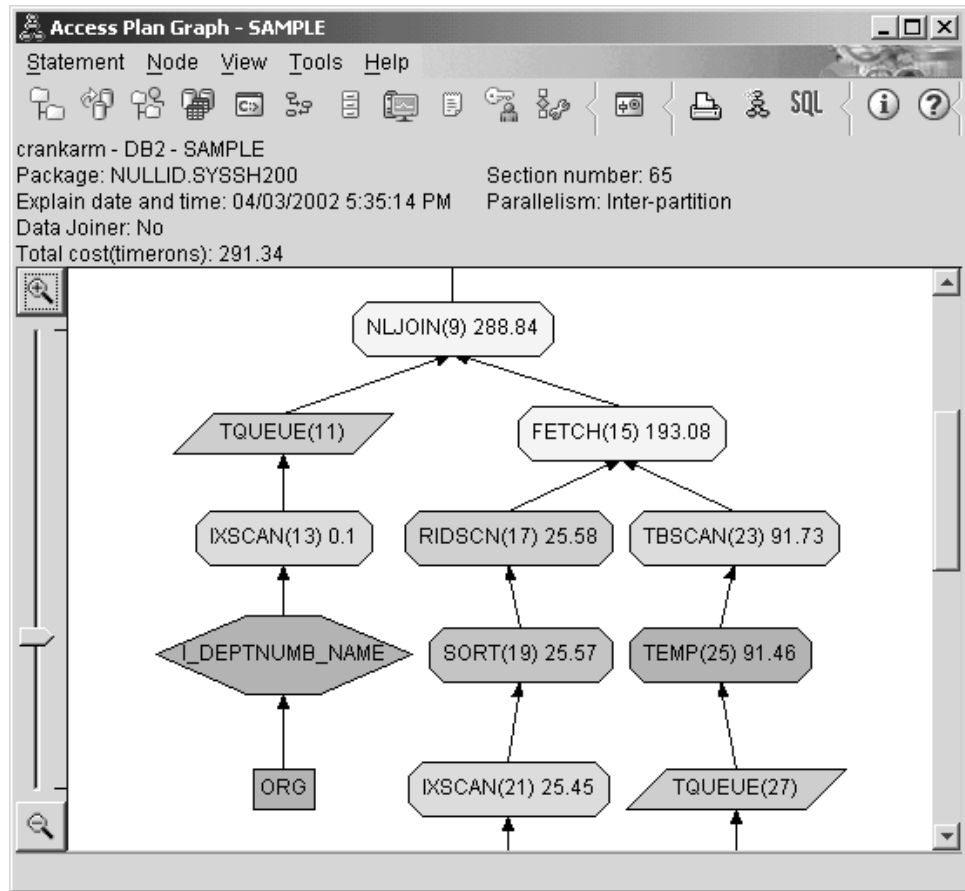 Access Plan Graph - SAMPLE
Statement Node View Tools Help
C:> SQL i ?
crankarm - DB2 - SAMPLE
Package: NULLID.SYSSH200 Section number: 65
Explain date and time: 04/03/2002 5:35:14 PM Parallelism: Inter-partition
Data Joiner: No
Total cost(timerons): 291.34
NLJOIN(9) 288.84
TQUEUE(11) FETCH(15) 193.08
IXSCAN(13) 0.1 RIDSCN(17) 25.58 TBSCAN(23) 91.73
I_DEPTNUMB_NAME SORT(19) 25.57 TEMP(25) 91.46
ORG IXSCAN(21) 25.45 TQUEUE(27)